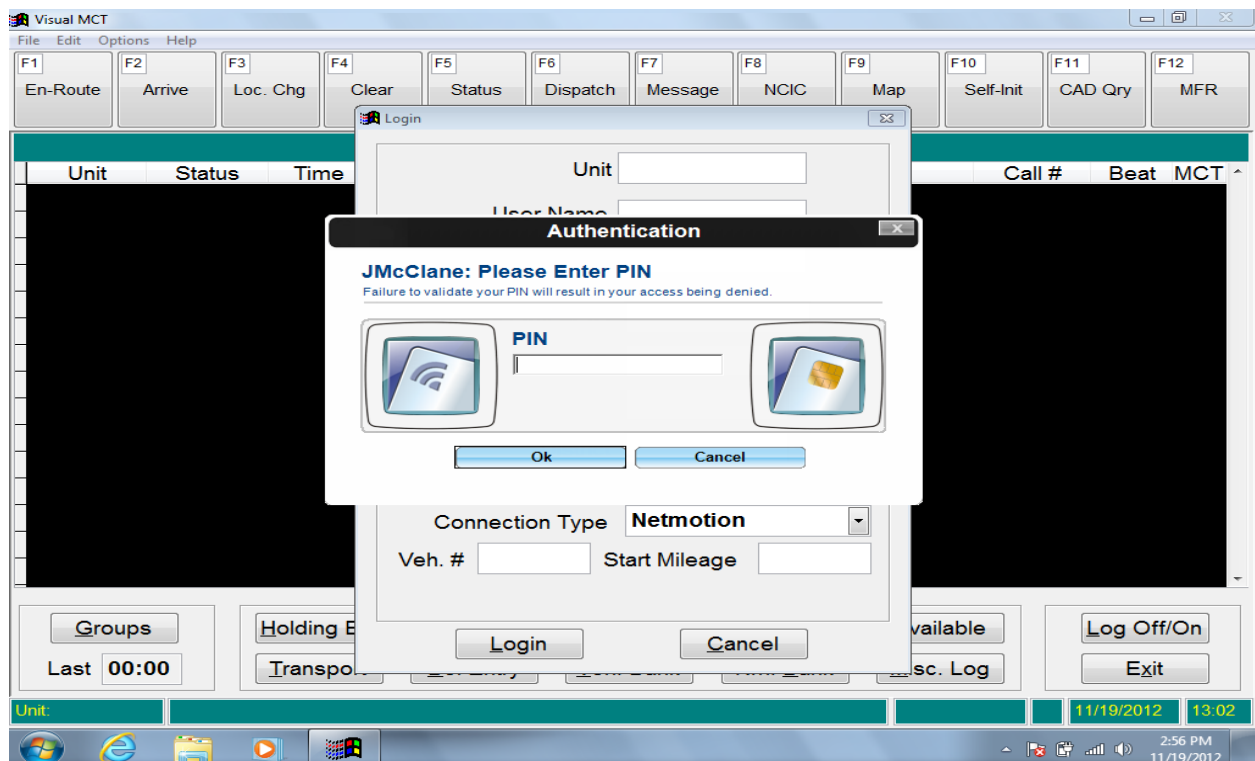 Visual MCT
File Edit Options Help
F1 F2 F3 F4 F5 F6 F7 F8 F9 F10 F11 F12
En-Route Arrive Loc. Chg Clear Status Dispatch Message NCIC Map Self-Init CAD Qry MFR
Login
Unit
Unit Status Time Call # Beat MCT
User Name
Authentication
JMcClane: Please Enter PIN
Failure to validate your PIN will result in your access being denied.
PIN
Ok Cancel
Connection Type Netmotion
Veh. # Start Mileage
Groups Holding Log Off/On
Login Cancel
Last 00:00 Log Exit
Unit: 11/19/2012 13:02
2:56 PM
11/19/2012